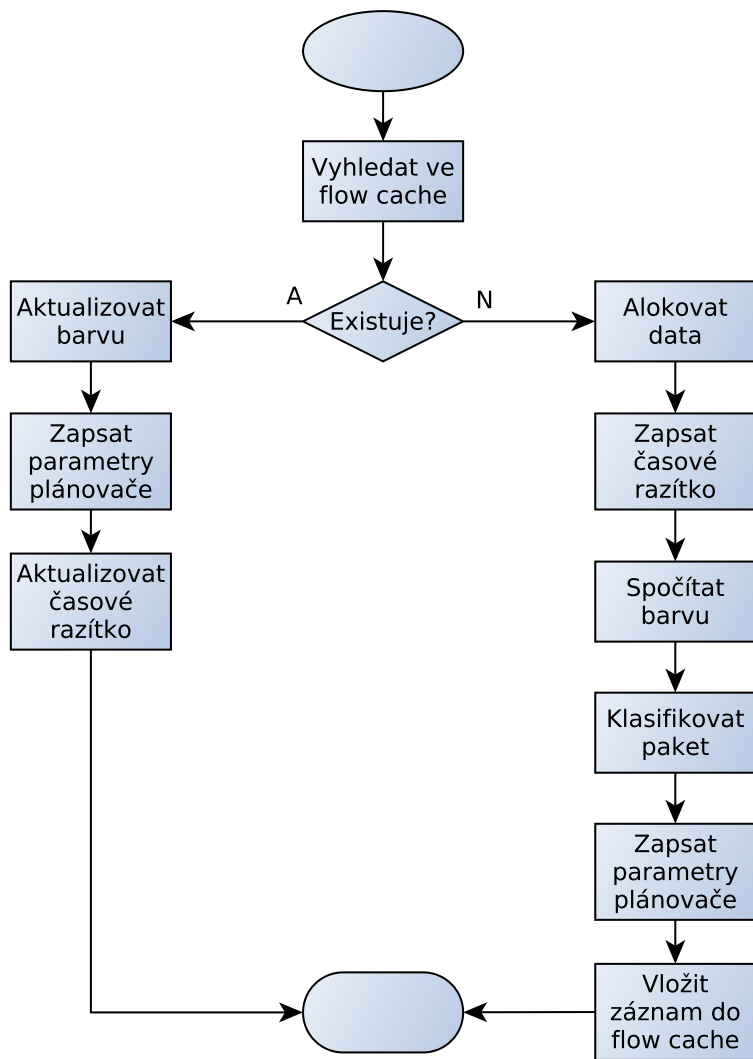 Vyhledat ve
flow cache
Existuje?
A
N
Aktualizovat
barvu
Zapsat
parametry
plánovače
Aktualizovat
časové
razítko
Alokovat
data
Zapsat
časové
razítko
Spočítat
barvu
Klasifikovat
paket
Zapsat
parametry
plánovače
Vložit
záznam do
flow cache